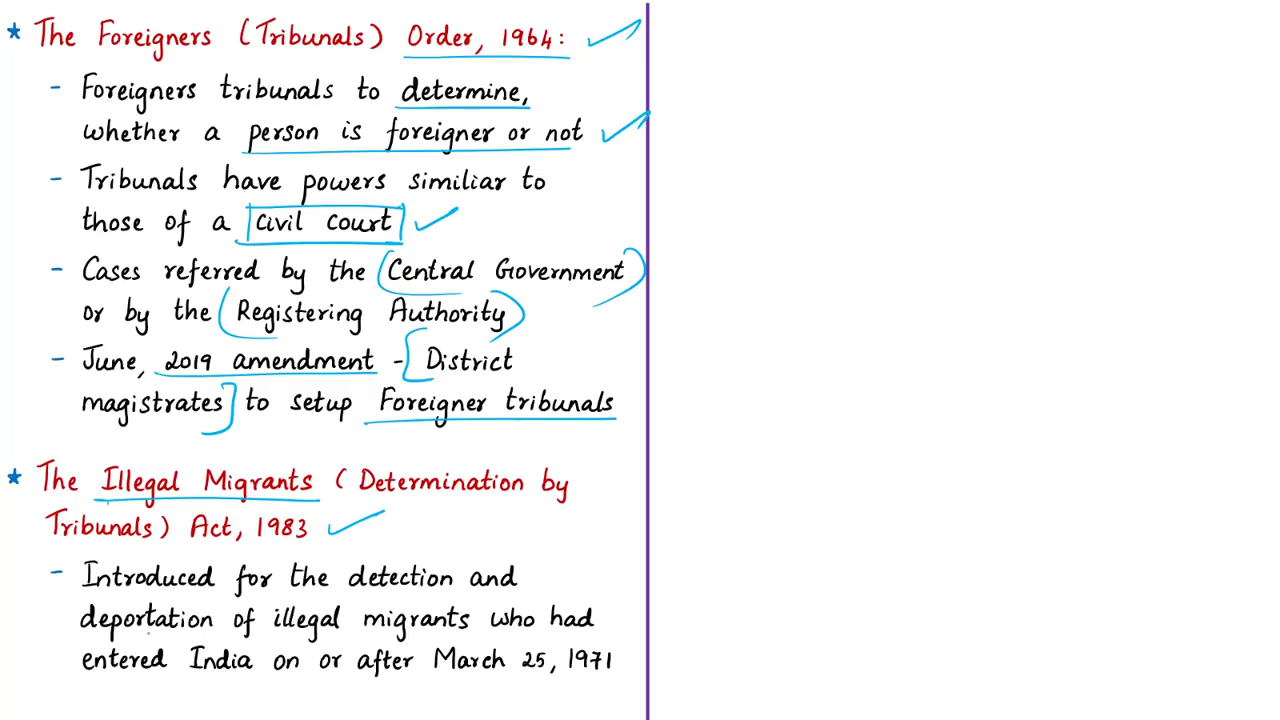 * The Foreigners (Tribunals) Order, 1964:
- Foreigners tribunals to determine,
whether a person is foreigner or not
- Tribunals have powers similiar to
those of a civil court
- Cases referred by the Central Government
or by the Registering Authority
- June, 2019 amendment - District
magistrates to setup Foreigner tribunals
* The Illegal Migrants (Determination by
Tribunals) Act, 1983
- Introduced for the detection and
deportation of illegal migrants who had
entered India on or after March 25, 1971